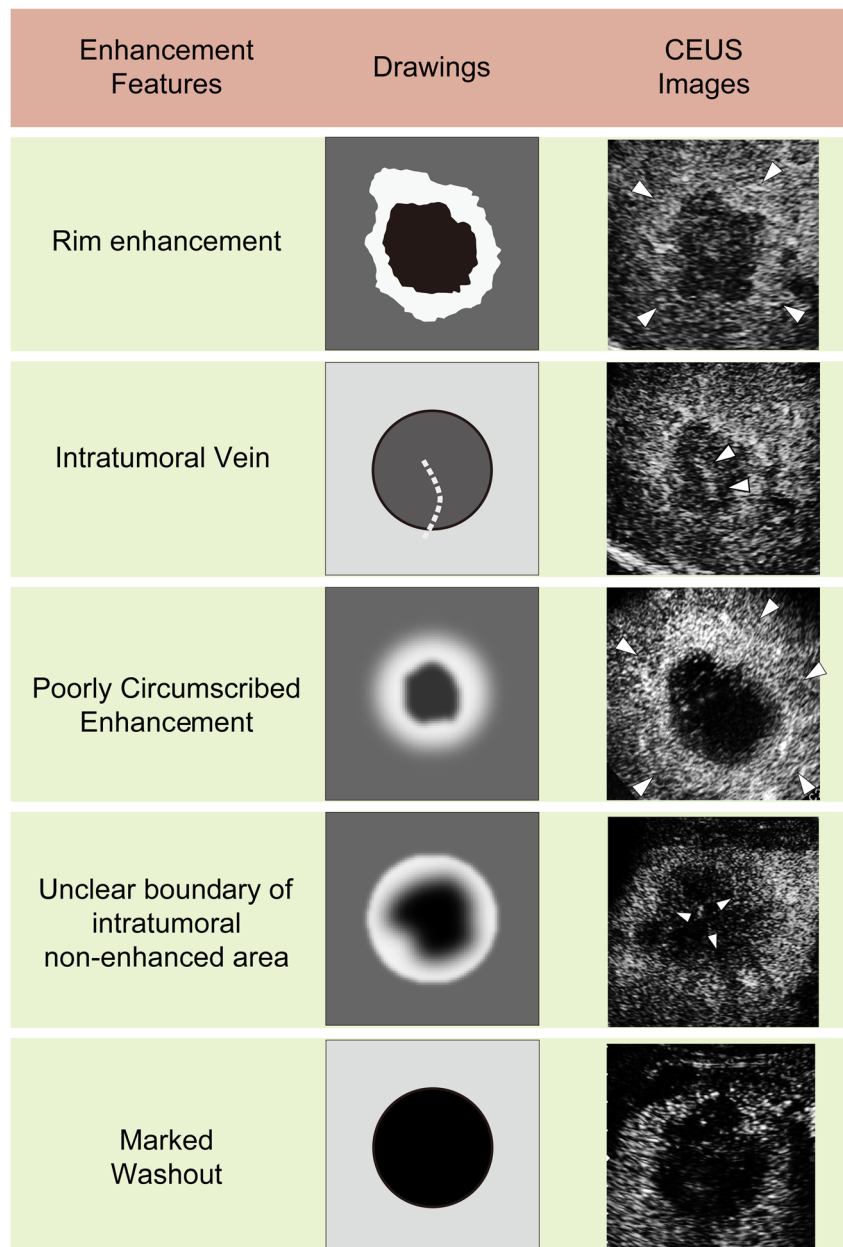 Enhancement
Features
Drawings
CEUS
Images
Rim enhancement
Intratumoral Vein
Poorly Circumscribed
Enhancement
Unclear boundary of
intratumoral
non-enhanced area
Marked
Washout